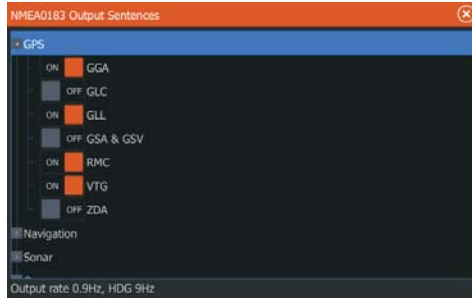 NMEA0183 Output Sentences
GPS
ON GGA
OFF GLC
ON GLL
OFF GSA & GSV
ON RMC
ON VTG
OFF ZDA
Navigation
Sonar
Output rate 0.9Hz, HDG 9Hz